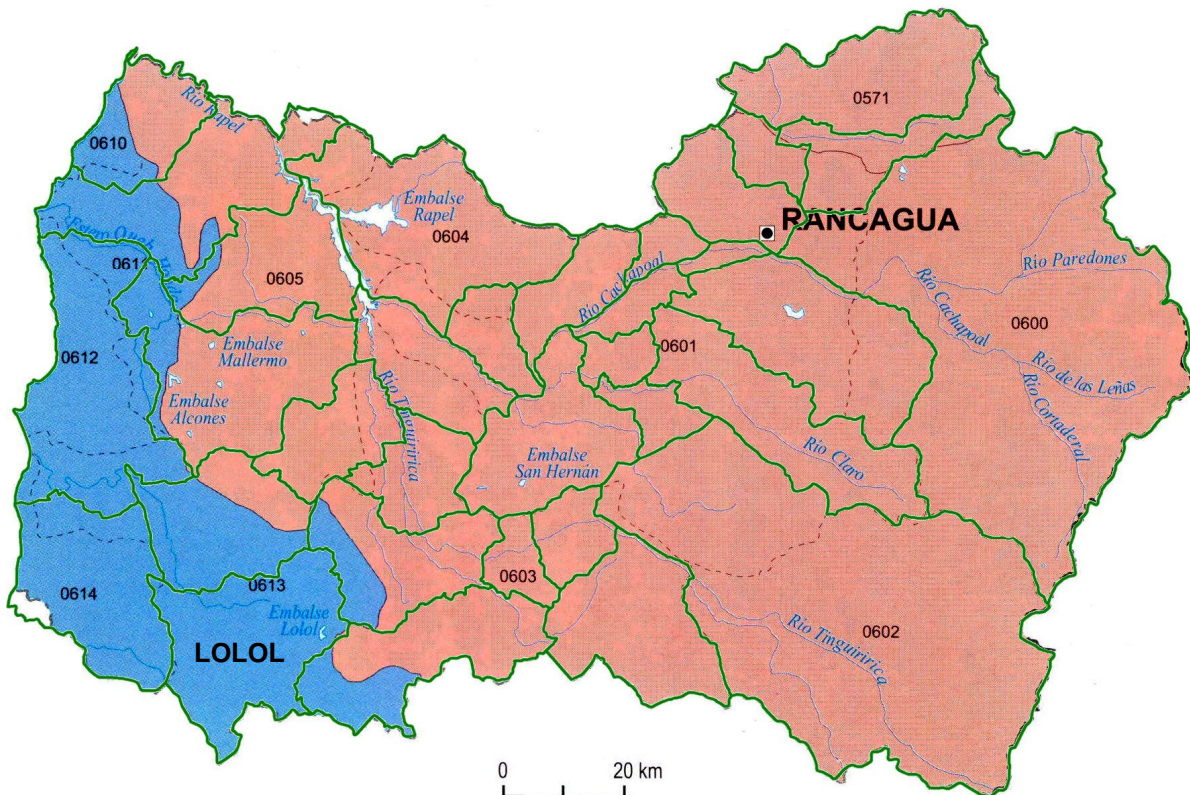 0571
Río Rapel
0610
Embalse
Rapel
RANCAGUA
0604
Río Paredones
0611
Río Cachapoal
0605
Río Cachapoal
0600
0612
Embalse
Mallermo
0601
Río de las Leñas
Embalse
Alcones
Río Tinguiririca
Río Cortaderal
Río Claro
Embalse
San Hernán
0603
0613
0614
Embalse
Lolol
0602
Río Tinguiririca
LOLOL
0
20 km